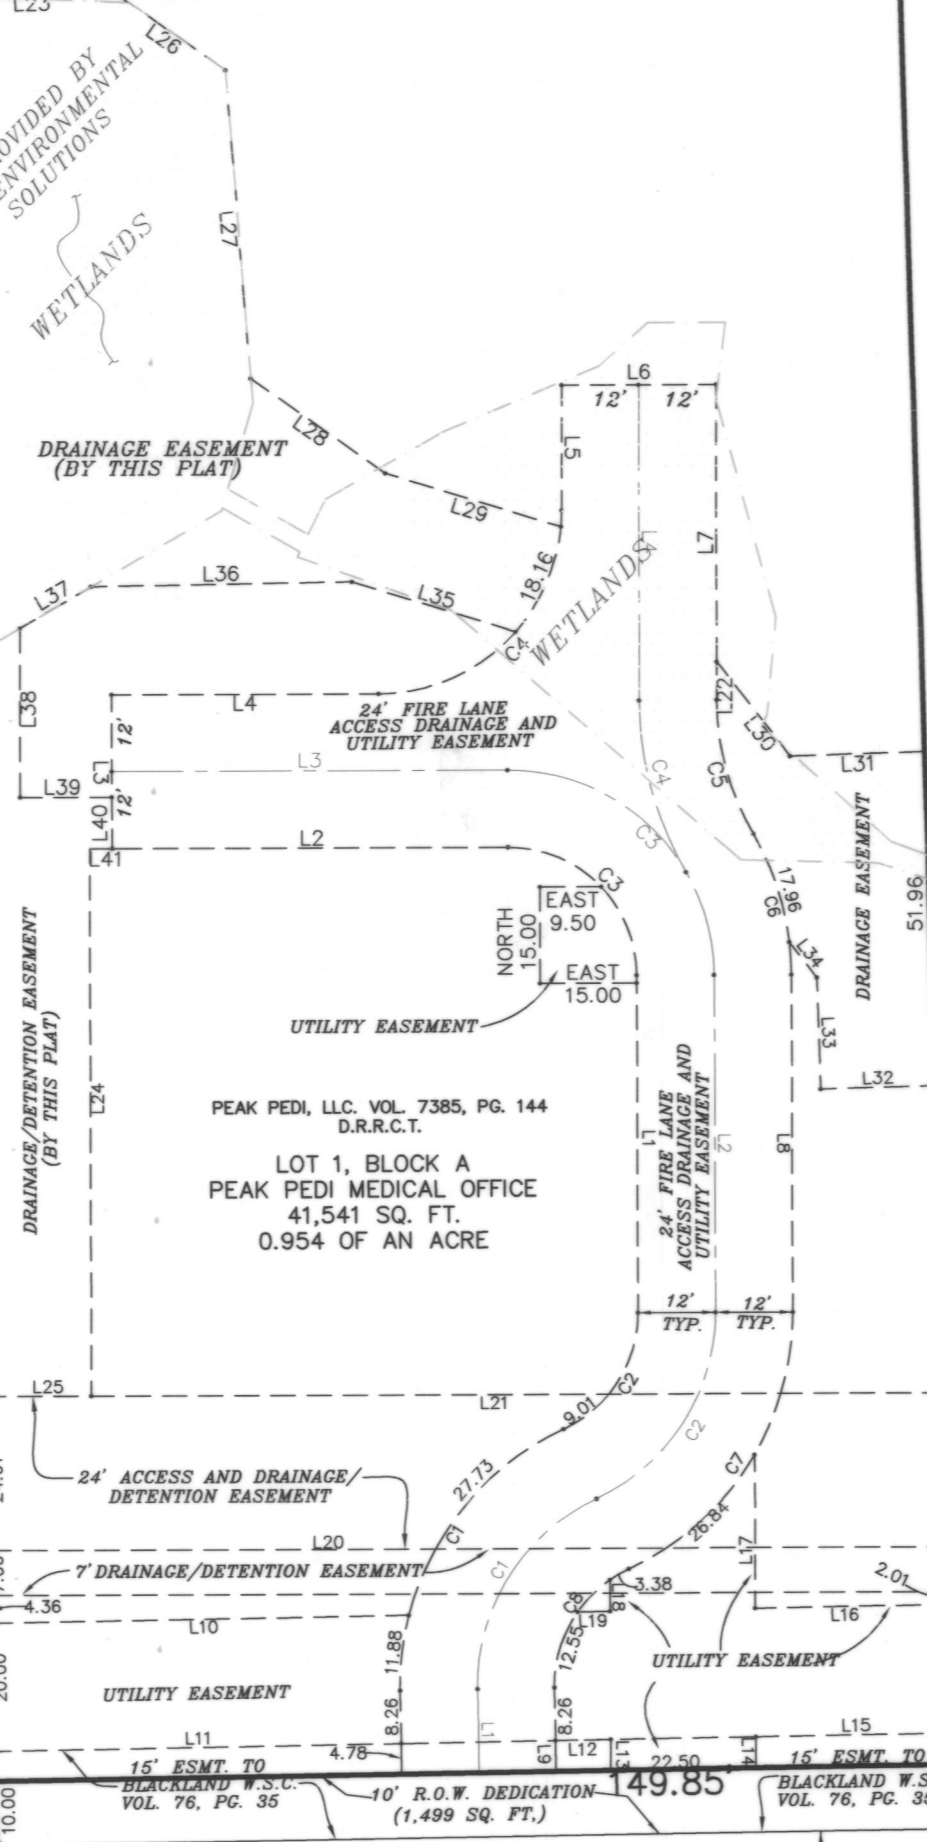 L23
L26
PROVIDED BY
ENVIRONMENTAL
SOLUTIONS
L27
WETLANDS
L28
DRAINAGE EASEMENT
(BY THIS PLAT)
L29
L6
12'
12'
L5
L7
18.16
WETLANDS
L36
L37
L35
C4
L38
L4
24' FIRE LANE
ACCESS DRAINAGE AND
UTILITY EASEMENT
12'
L3
L3
12'
L39
L40
L41
L2
L22
L30
L31
C5
C4
C3
C3
17.96
C6
L34
L33
L32
DRAINAGE EASEMENT
51.96
EAST
9.50
NORTH
15.00
EAST
15.00
UTILITY EASEMENT
DRAINAGE/DETENTION EASEMENT
(BY THIS PLAT)
L24
PEAK PEDI, LLC. VOL. 7385, PG. 144
D.R.R.C.T.
LOT 1, BLOCK A
PEAK PEDI MEDICAL OFFICE
41,541 SQ. FT.
0.954 OF AN ACRE
L1
24' FIRE LANE
ACCESS DRAINAGE AND
UTILITY EASEMENT
L2
L8
12'
TYP.
12'
TYP.
L25
L21
C2
9.01
C2
27.73
C1
C1
24' ACCESS AND DRAINAGE/
DETENTION EASEMENT
C7
26.84
L17
L20
7' DRAINAGE/DETENTION EASEMENT
4.36
L10
3.38
L18
C8
L19
12.55
2.01
L16
11.88
UTILITY EASEMENT
UTILITY EASEMENT
20.00
8.26
8.26
L1
L11
4.78
L9
L12
L13
22.50
L14
L15
15' ESMT. TO
BLACKLAND W.S.C.
VOL. 76, PG. 35
10' R.O.W. DEDICATION
(1,499 SQ. FT,)
149.85'
15' ESMT. TO
BLACKLAND W.S
VOL. 76, PG. 35
10.00